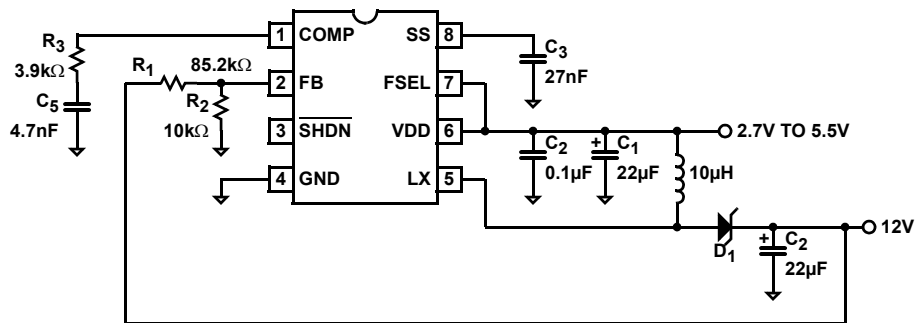 1 COMP SS 8
R3
3.9kΩ
C5
4.7nF
R1 85.2kΩ
2 FB FSEL 7
R2
10kΩ
3 SHDN VDD 6
4 GND LX 5
C3
27nF
2.7V TO 5.5V
C2
0.1µF
+ C1
22µF
10µH
D1
12V
+ C2
22µF